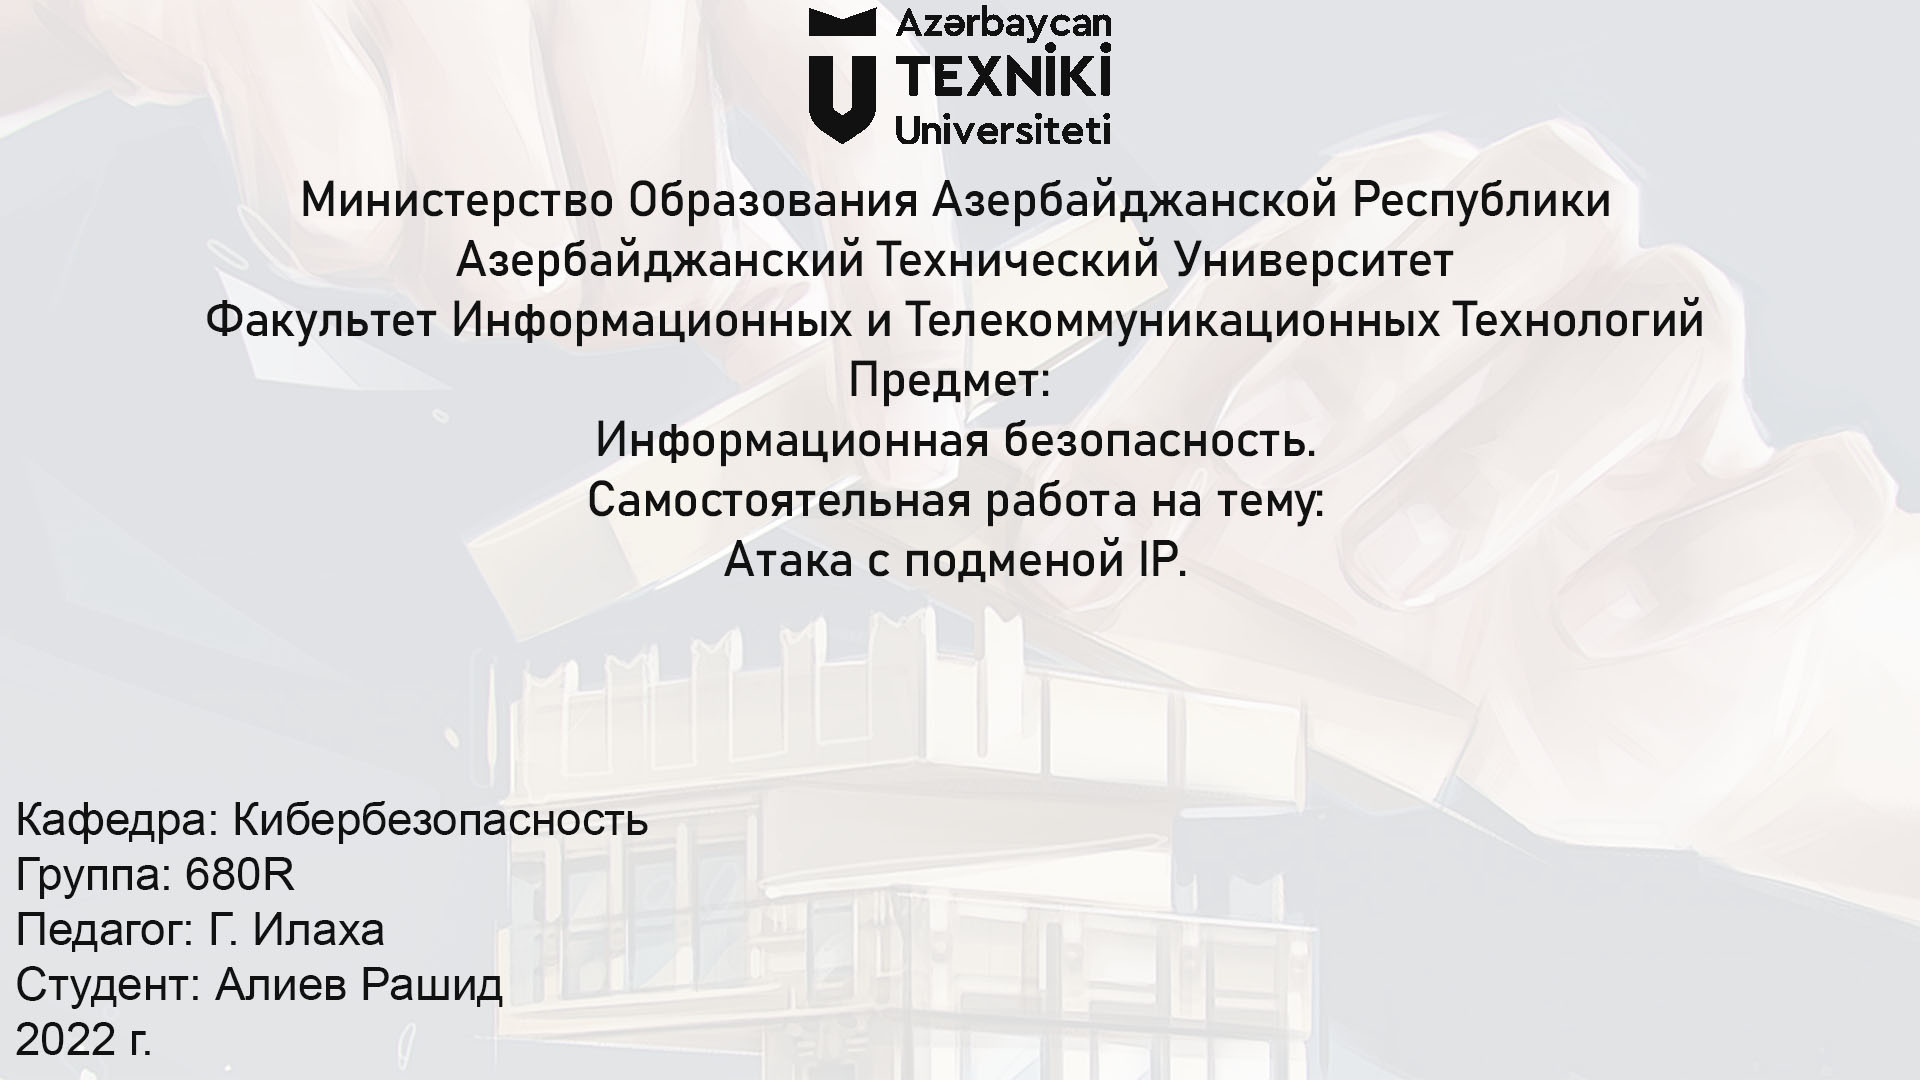 Azərbaycan
TEXNİKİ
Universiteti
Министерство Образования Азербайджанской Республики
Азербайджанский Технический Университет
Факультет Информационных и Телекоммуникационных Технологий
Предмет:
Информационная безопасность.
Самостоятельная работа на тему:
Атака с подменой IP.
Кафедра: Кибербезопасность
Группа: 680R
Педагог: Г. Илаха
Студент: Алиев Рашид
2022 г.